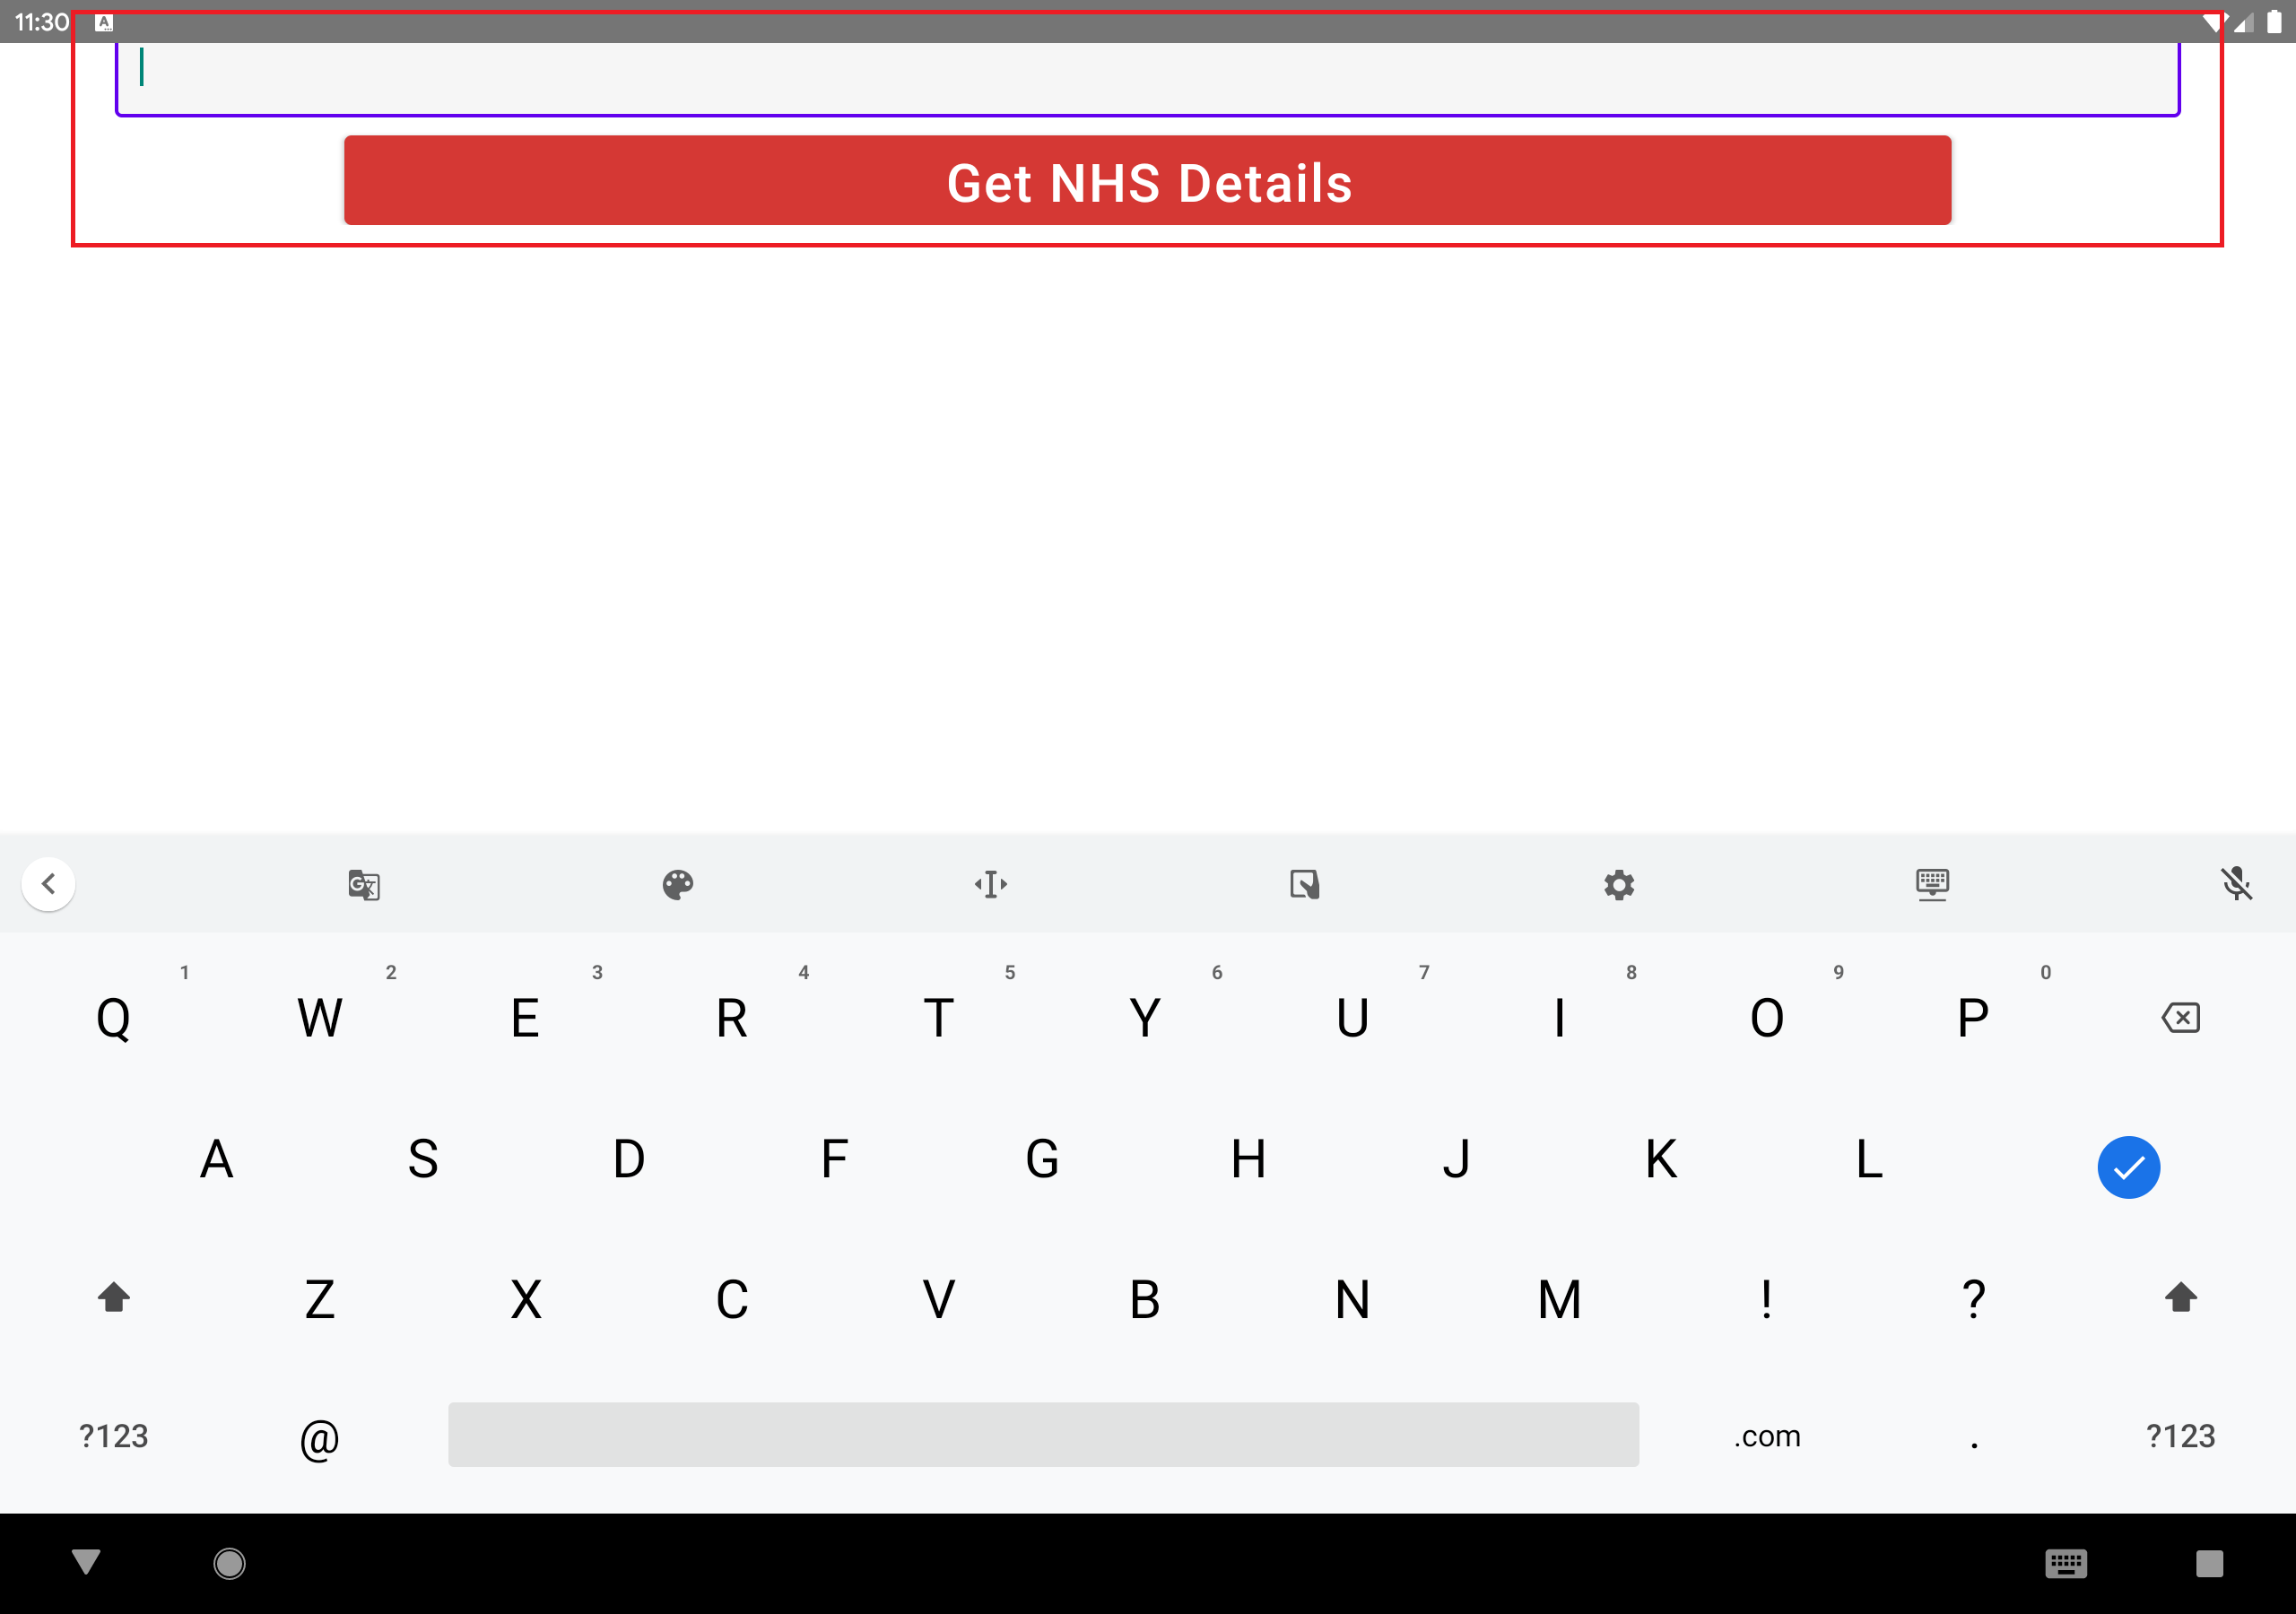 11:30 A
Get NHS Details
1 2 3 4 5 6 7 8 9 0
Q W E R T Y U I O P
A S D F G H J K L
Z X C V B N M ! ?
?123 @ .com . ?123